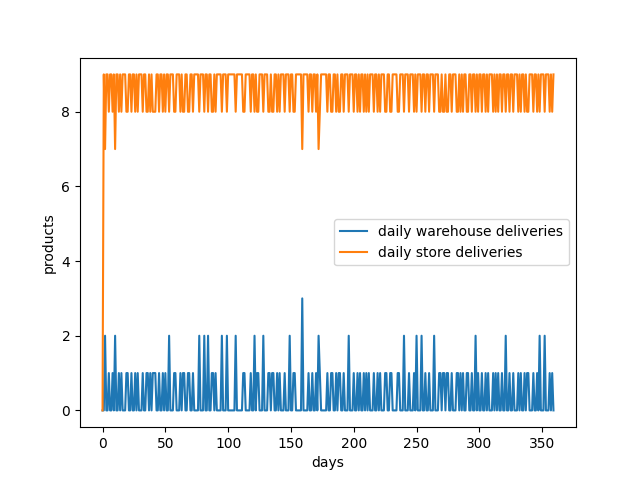 products
8
6
4
2
0
daily warehouse deliveries
daily store deliveries
0 50 100 150 200 250 300 350
days